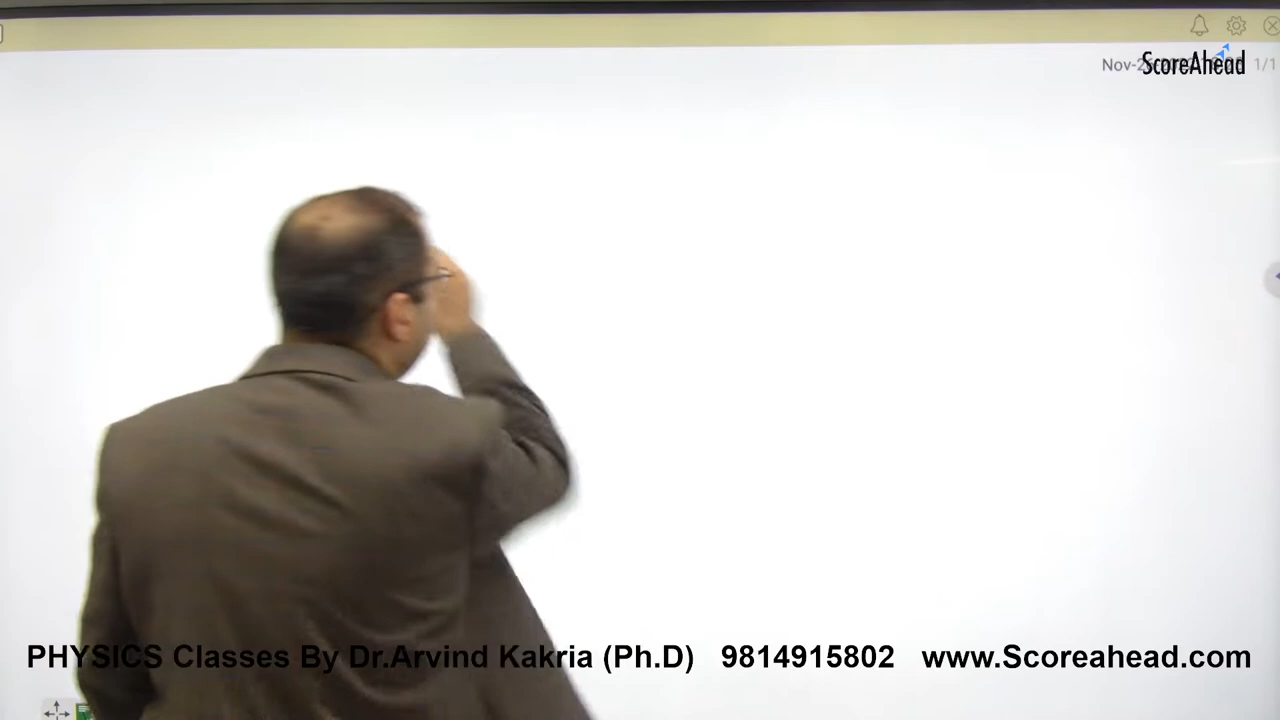 ScoreAhead
Nov-2 1/1
PHYSICS Classes By Dr.Arvind Kakria (Ph.D) 9814915802 www.Scoreahead.com